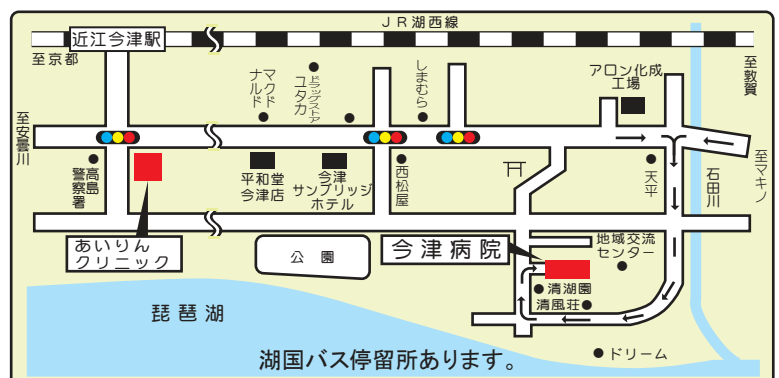 JR湖西線
近江今津駅
至京都
至敦賀
マクド
ナルド
ドラッグストア
ユタカ
しまむら
アロン化成
工場
至安曇川
至マキノ
高島
警察署
平和堂
今津店
今津
サンブリッジ
ホテル
西松屋
天平
石田川
あいりん
クリニック
公園
今津病院
地域交流
センター
清湖園
清風荘
琵琶湖
湖国バス停留所あります。
ドリーム